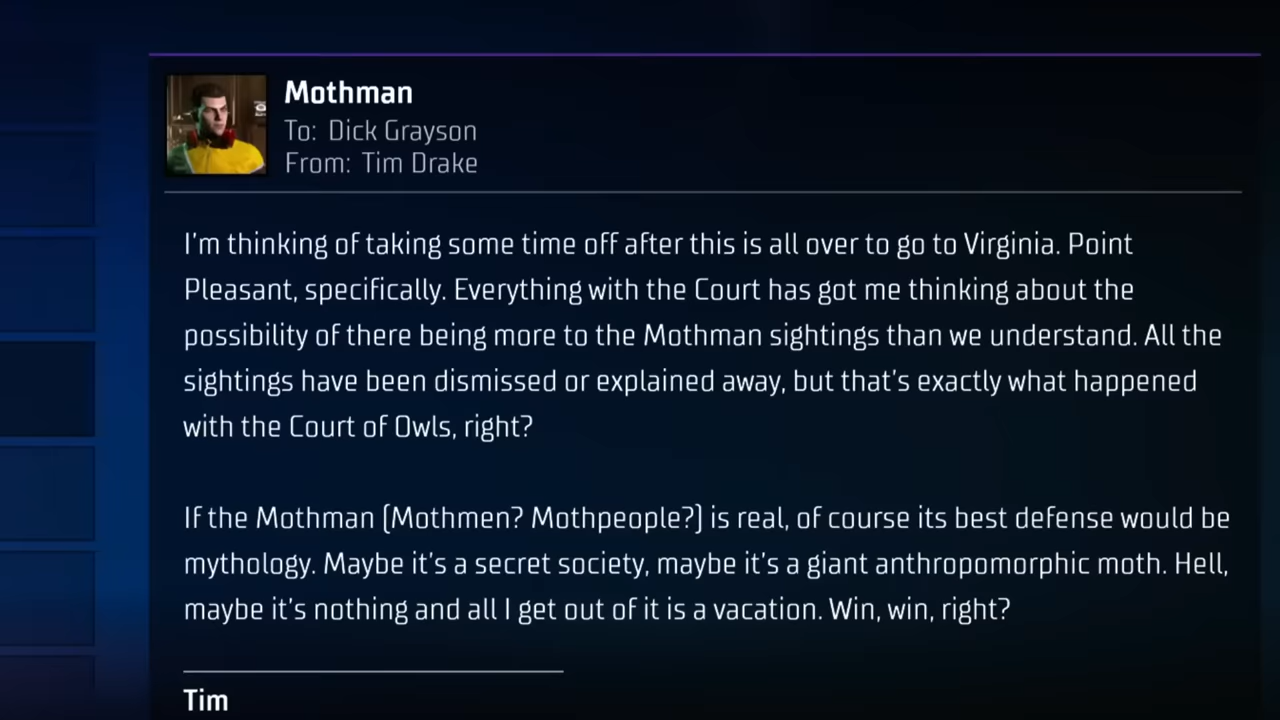 Mothman
To: Dick Grayson
From: Tim Drake
I'm thinking of taking some time off after this is all over to go to Virginia. Point
Pleasant, specifically. Everything with the Court has got me thinking about the
possibility of there being more to the Mothman sightings than we understand. All the
sightings have been dismissed or explained away, but that's exactly what happened
with the Court of Owls, right?
If the Mothman (Mothmen? Mothpeople?) is real, of course its best defense would be
mythology. Maybe it's a secret society, maybe it's a giant anthropomorphic moth. Hell,
maybe it's nothing and all I get out of it is a vacation. Win, win, right?
Tim